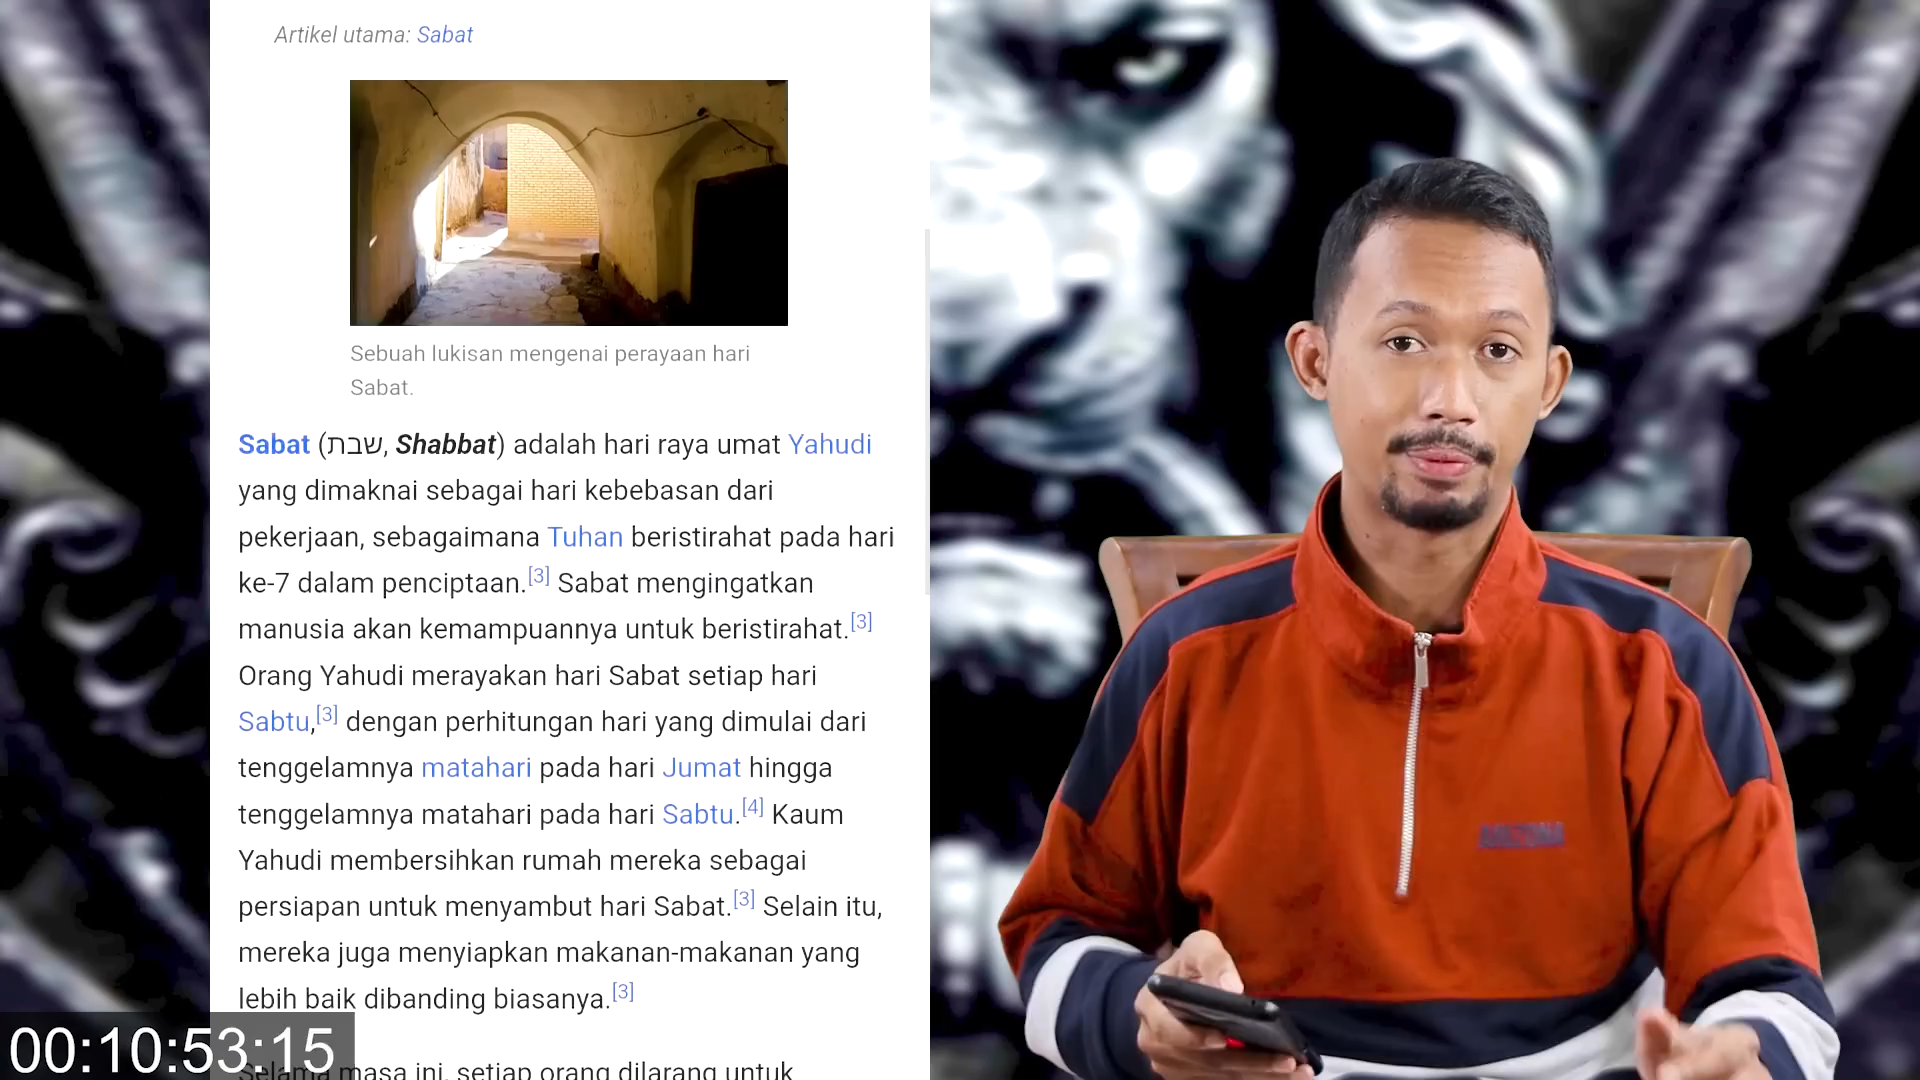 Artikel utama: Sabat
Sebuah lukisan mengenai perayaan hari
Sabat.
Sabat (שבת, Shabbat) adalah hari raya umat Yahudi
yang dimaknai sebagai hari kebebasan dari
pekerjaan, sebagaimana Tuhan beristirahat pada hari
ke-7 dalam penciptaan.[3] Sabat mengingatkan
manusia akan kemampuannya untuk beristirahat.[3]
Orang Yahudi merayakan hari Sabat setiap hari
Sabtu,[3] dengan perhitungan hari yang dimulai dari
tenggelamnya matahari pada hari Jumat hingga
tenggelamnya matahari pada hari Sabtu.[4] Kaum
Yahudi membersihkan rumah mereka sebagai
persiapan untuk menyambut hari Sabat.[3] Selain itu,
mereka juga menyiapkan makanan-makanan yang
lebih baik dibanding biasanya.[3]
Selama masa ini, setiap orang dilarang untuk
00:10:53:15